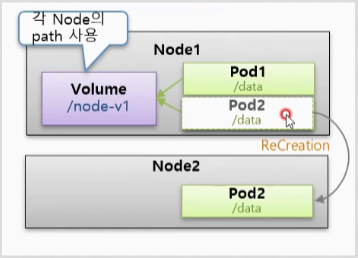 각 Node의
path 사용
Node1
Volume
/node-v1
Pod1
/data
Pod2
/data
ReCreation
Node2
Pod2
/data